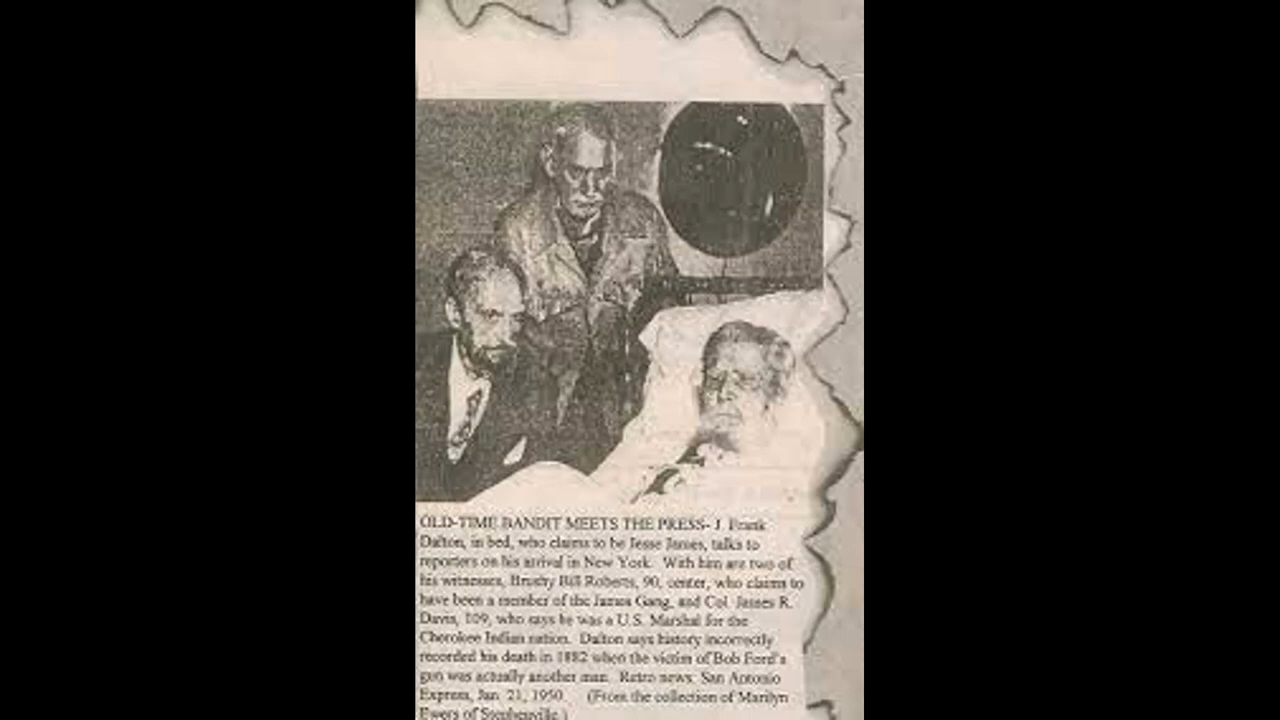 OLD-TIME BANDIT MEETS THE PRESS- J. Frank
Dalton, in bed, who claims to be Jesse James, talks to
reporters on his arrival in New York. With him are two of
his witnesses, Brushy Bill Roberts, 90, center, who claims to
have been a member of the James Gang, and Col. James R.
Davis, 109, who says he was a U.S. Marshal for the
Cherokee Indian nation. Dalton says history incorrectly
recorded his death in 1882 when the victim of Bob Ford's
gun was actually another man. Retro news: San Antonio
Express, Jan. 21, 1950 (From the collection of Marilyn
Ewers of Stephenville.)